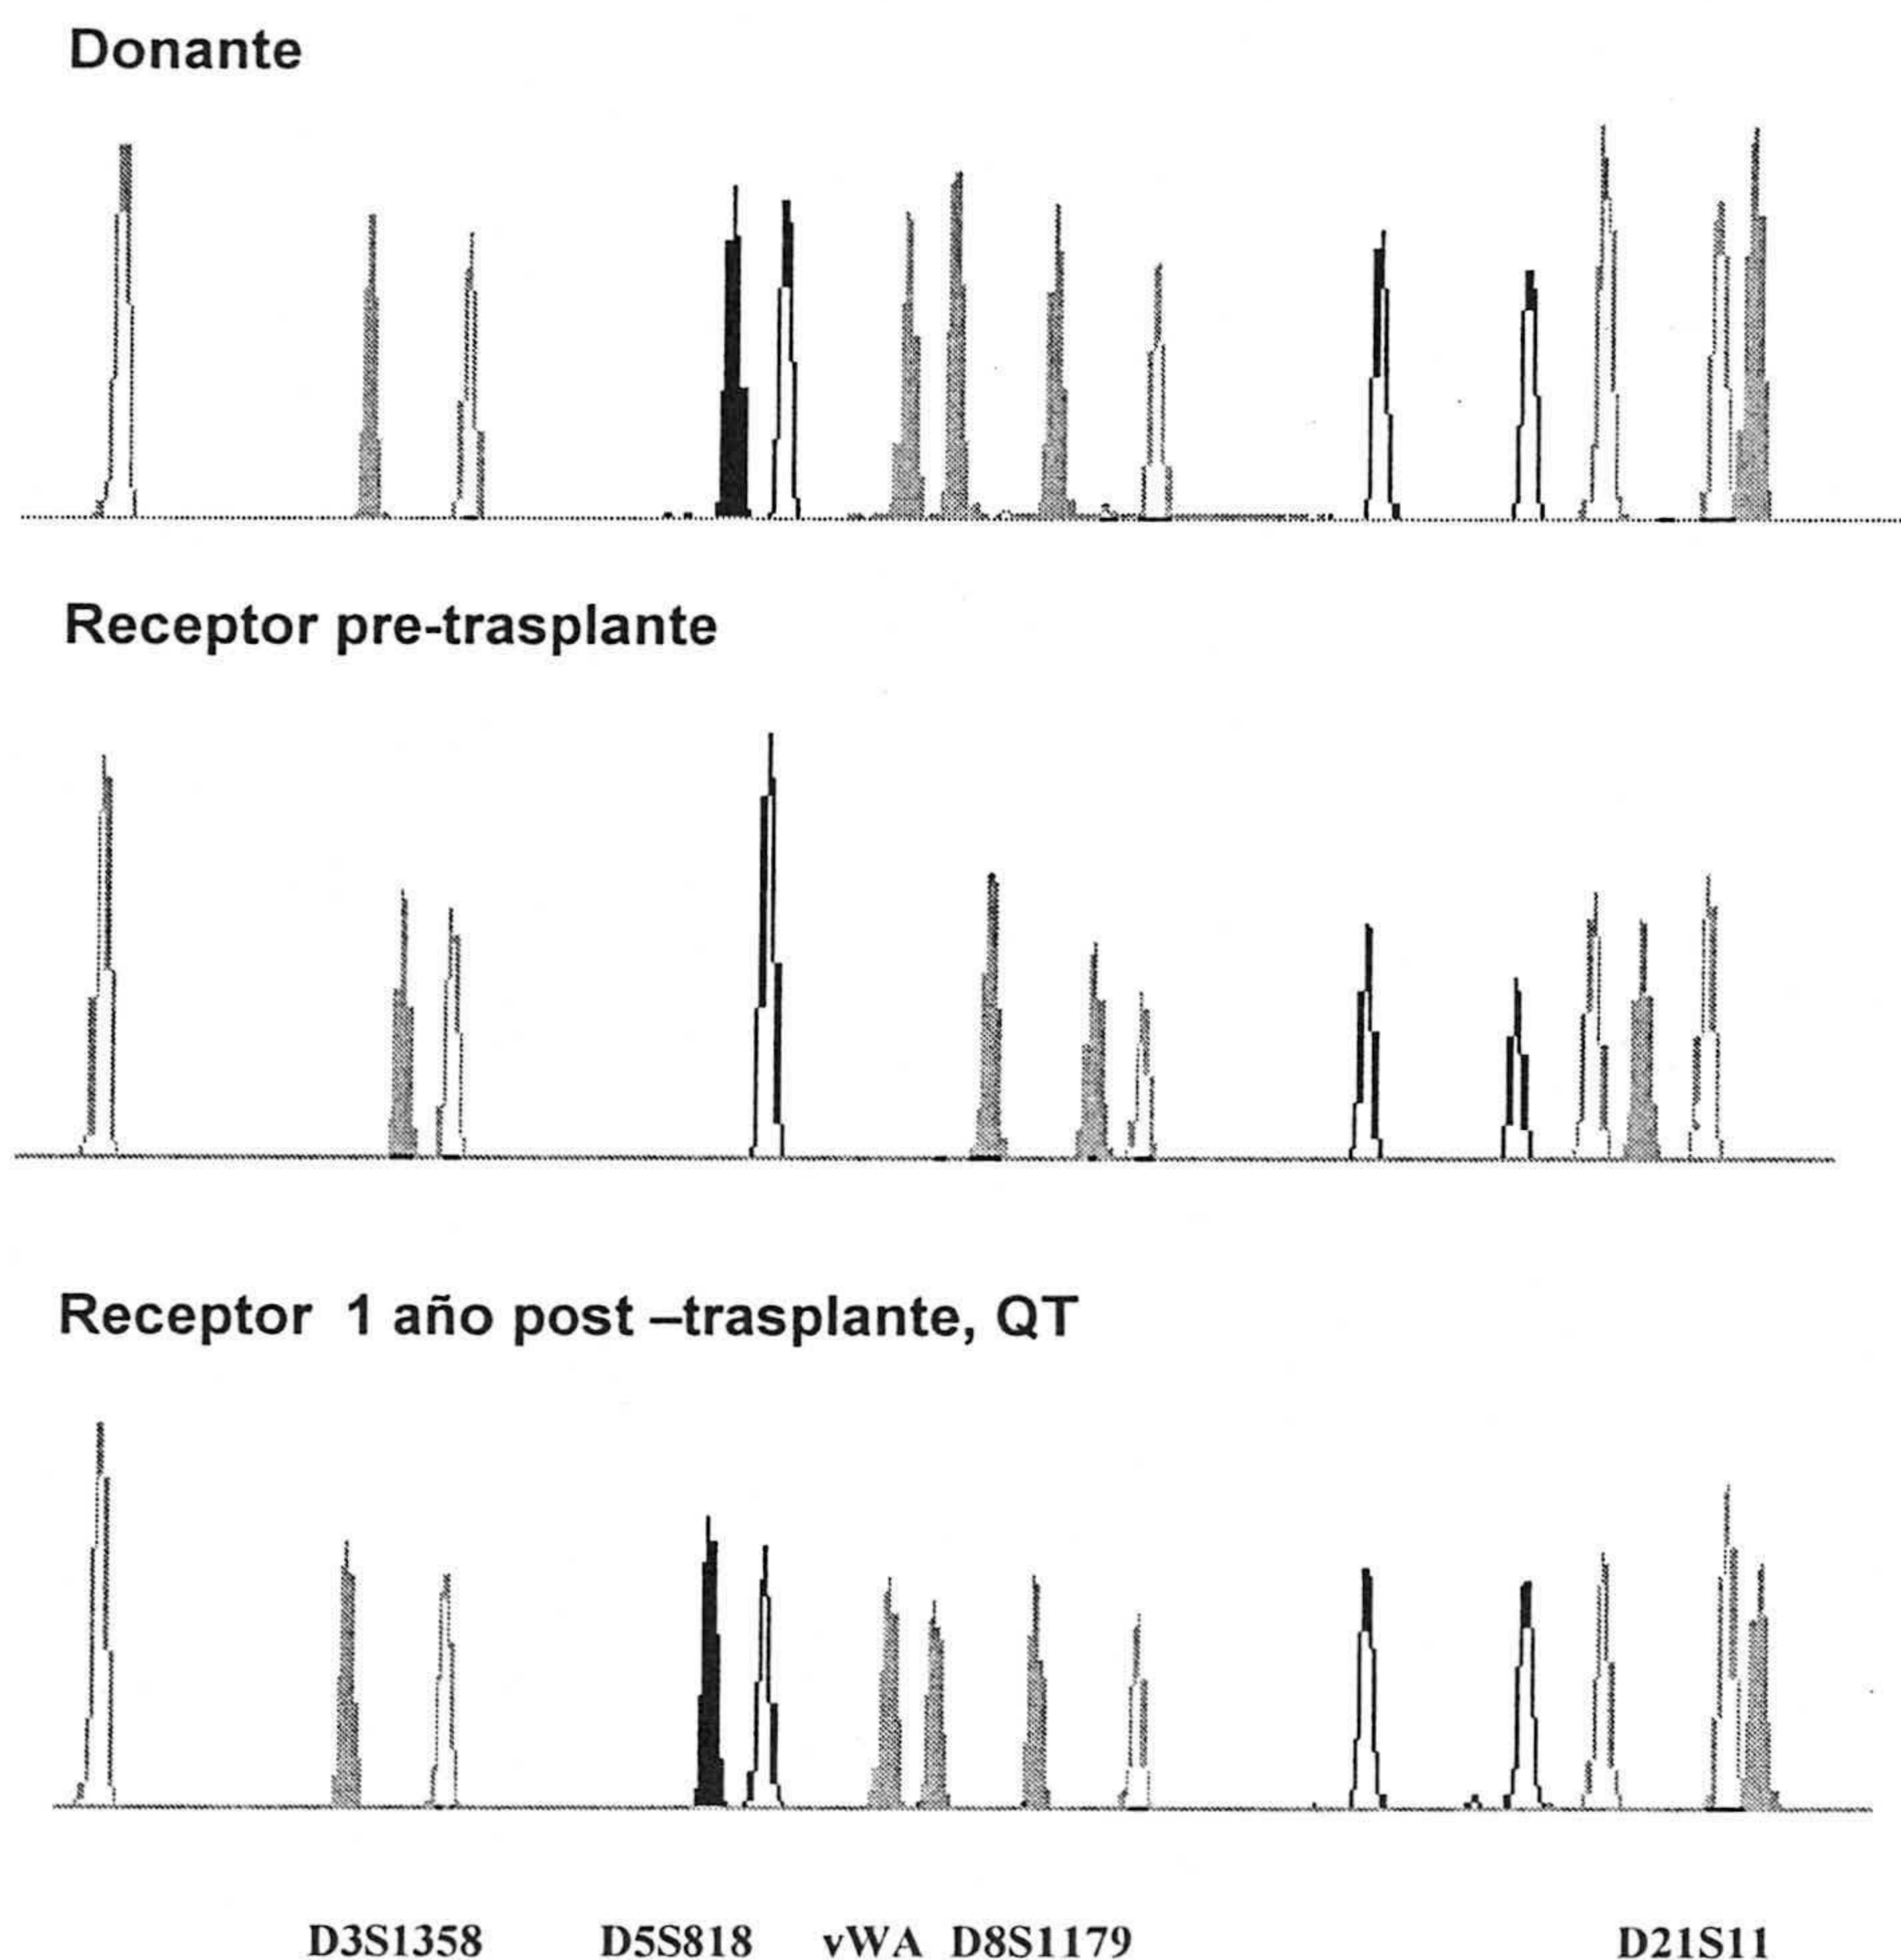 Donante
Receptor pre-trasplante
Receptor 1 año post –trasplante, QT
D3S1358 D5S818 vWA D8S1179 D21S11